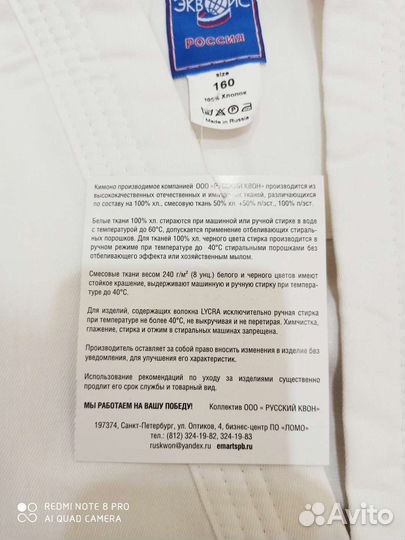 ЭКВ ИС
РОССИЯ
size
160
100% Хлопок
Made in Russia
Кимоно производимое компанией ООО «РУССКИЙ КВОН» производится из
высококачественных отечественных и импортных тканей, различающихся
по составу на 100% хл., смесовую ткань 50% хл. +50% п/эст., 100% п/эст.
Белые ткани 100% хл. стираются при машинной или ручной стирке в воде
с температурой до 60°С, допускается применение отбеливающих стираль-
ных порошков. Для тканей 100% хл. черного цвета стирка производится в
ручном или машинном режиме при температуре до 40°С стиральными порошками без
отбеливающего эффекта или хозяйственным мылом.
Смесовые ткани весом 240 г/м² (8 унц.) белого и черного цветов имеют
стойкое крашение, выдерживают машинную и ручную стирку при темпера-
туре до 40°С.
Для изделий, содержащих волокна LYCRA исключительно ручная стирка
при температуре не более 40°С, не выкручивая и не перетирая. Химчистка,
глажение, стирка и отжим в стиральных машинах запрещена.
Производитель оставляет за собой право вносить изменения в изделие без
уведомления, для улучшения его характеристик.
Использование рекомендаций по уходу за изделиями существенно
продлит его срок службы и товарный вид.
МЫ РАБОТАЕМ НА ВАШУ ПОБЕДУ! Коллектив ООО « РУССКИЙ КВОН»
197374, Санкт-Петербург, ул. Оптиков, 4, бизнес-центр ПО «ЛОМО»
тел.: (812) 324-19-82, 324-19-83
ruskwon@yandex.ru emartspb.ru
REDMI NOTE 8 PRO
AI QUAD CAMERA
Avito